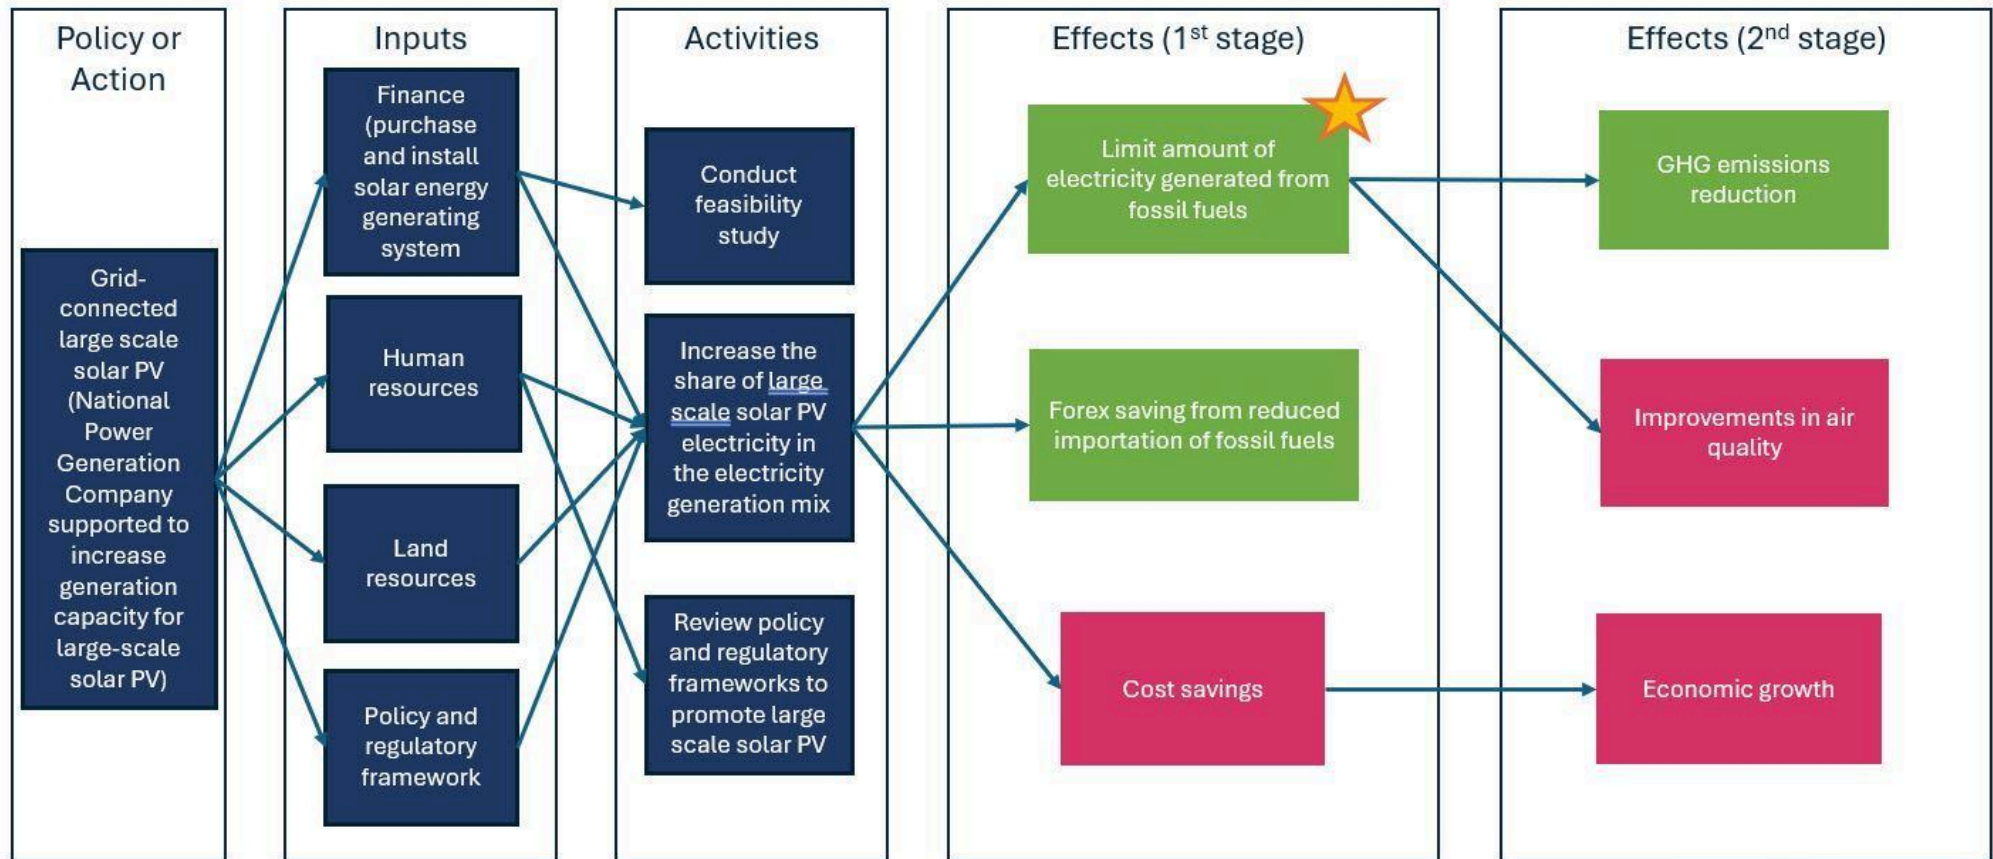 Policy or
Action
Grid-
connected
large scale
solar PV
(National
Power
Generation
Company
supported to
increase
generation
capacity for
large-scale
solar PV)
Inputs
Finance
(purchase
and install
solar energy
generating
system
Human
resources
Land
resources
Policy and
regulatory
framework
Activities
Conduct
feasibility
study
Increase the
share of large
scale solar PV
electricity in
the electricity
generation mix
Review policy
and regulatory
frameworks to
promote large
scale solar PV
Effects (1st stage)
Limit amount of
electricity generated from
fossil fuels
Forex saving from reduced
importation of fossil fuels
Cost savings
Effects (2nd stage)
GHG emissions
reduction
Improvements in air
quality
Economic growth